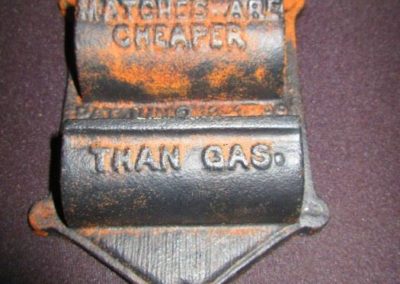 MATCHES ARE
CHEAPER
THAN GAS.